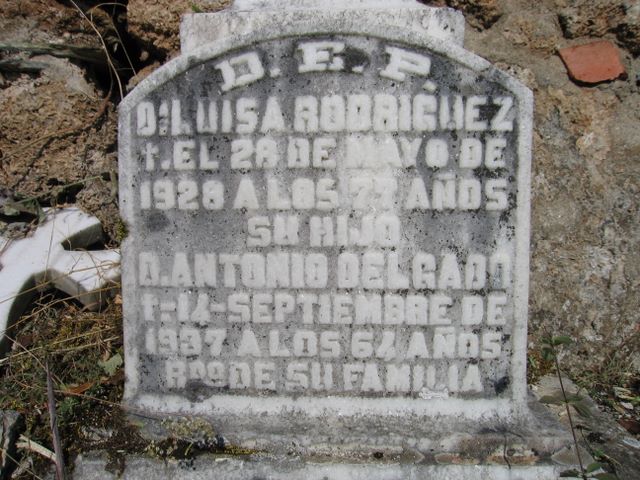 D. E. P.
Dª LUISA RODRIGUEZ
†. EL 28 DE MAYO DE
1928 A LOS 77 AÑOS
SU HIJO
D. ANTONIO DELGADO
†-14-SEPTIEMBRE DE
1937 A LOS 64 AÑOS
Rᵈᵒ DE SU FAMILIA